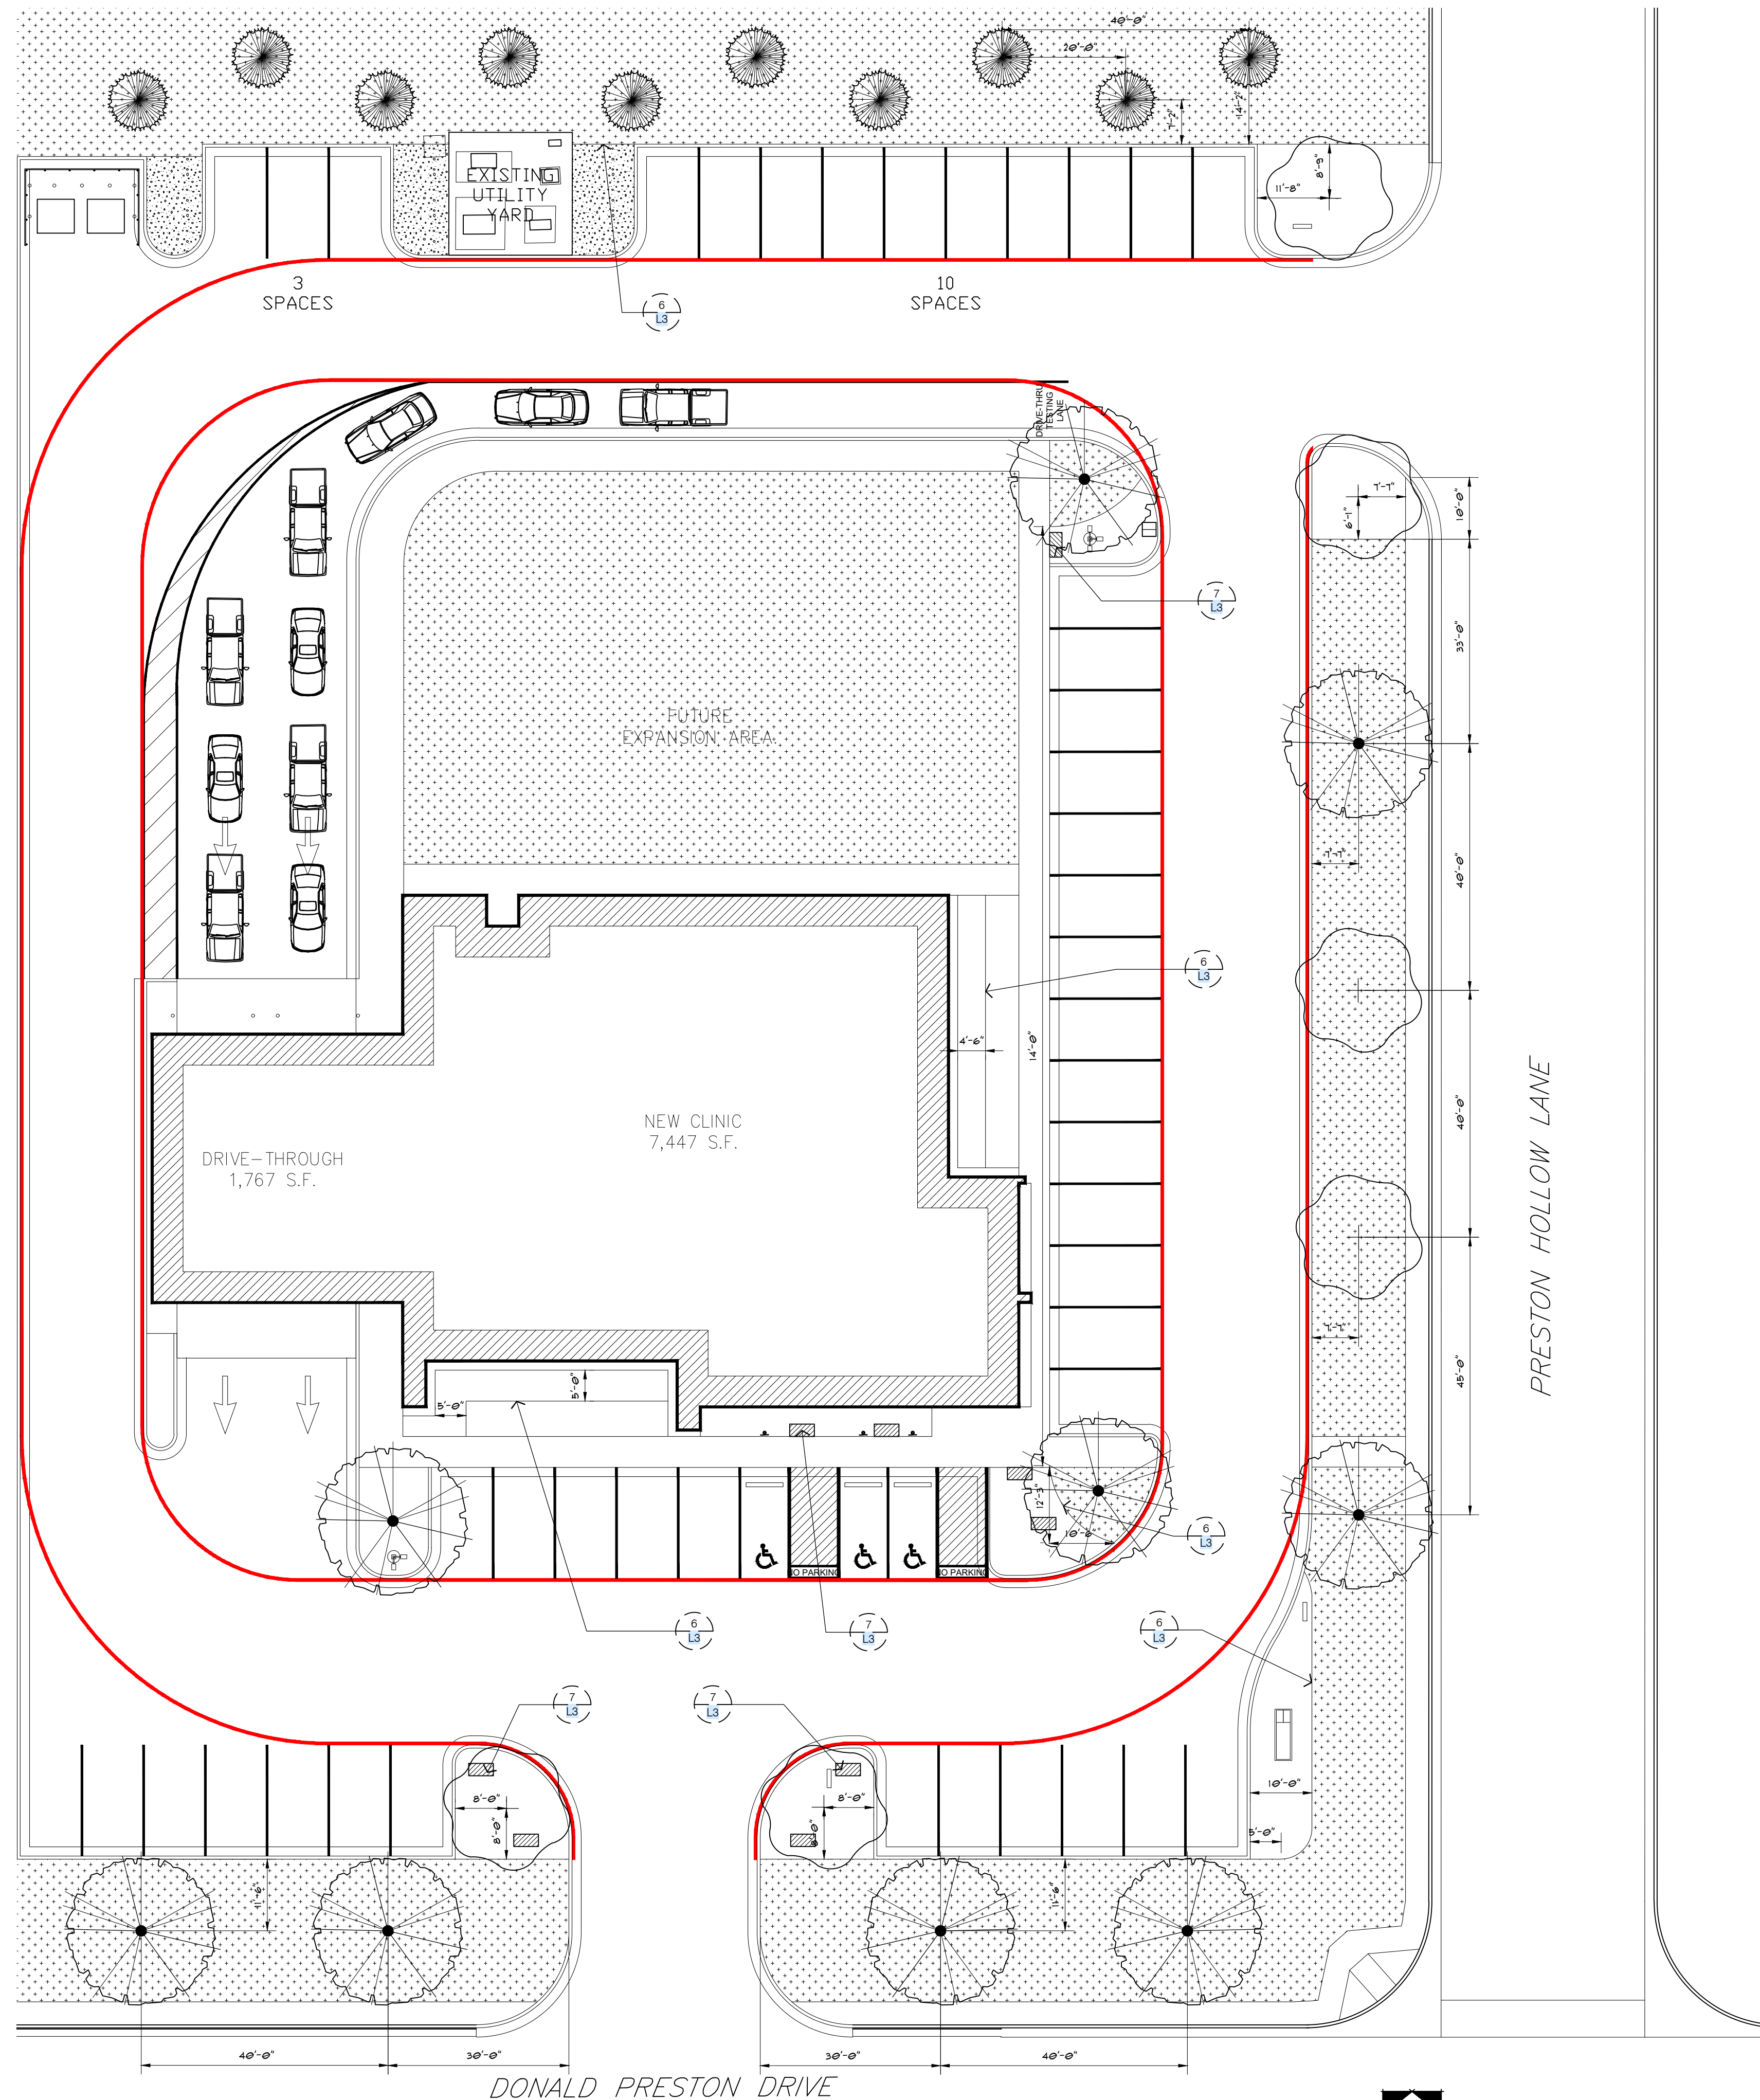 40'-0"
20'-0"
7'-2"
14'-2"
11'-8"
8'-9"
EXISTING
UTILITY
YARD
3
SPACES
10
SPACES
6
L3
DRIVE-THRU
TESTING
LANE
7'-7"
6'-1"
10'-0"
7
L3
33'-0"
FUTURE
EXPANSION AREA
7'-7"
40'-0"
6
L3
4'-6"
14'-0"
NEW CLINIC
7,447 S.F.
DRIVE-THROUGH
1,767 S.F.
40'-0"
PRESTON HOLLOW LANE
7'-7"
45'-0"
5'-0"
5'-0"
12'-3"
10'-6"
6
L3
NO PARKING
NO PARKING
6
L3
7
L3
6
L3
7
L3
7
L3
8'-0"
8'-0"
8'-0"
8'-0"
10'-0"
5'-0"
11'-6"
11'-6"
40'-0"
30'-0"
30'-0"
40'-0"
DONALD PRESTON DRIVE